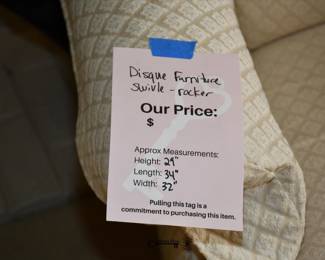 Disque Furniture
swivle - rocker
Our Price:
$
Approx Measurements:
Height: 29"
Length: 34"
Width: 32"
Pulling this tag is a
commitment to purchasing this item.